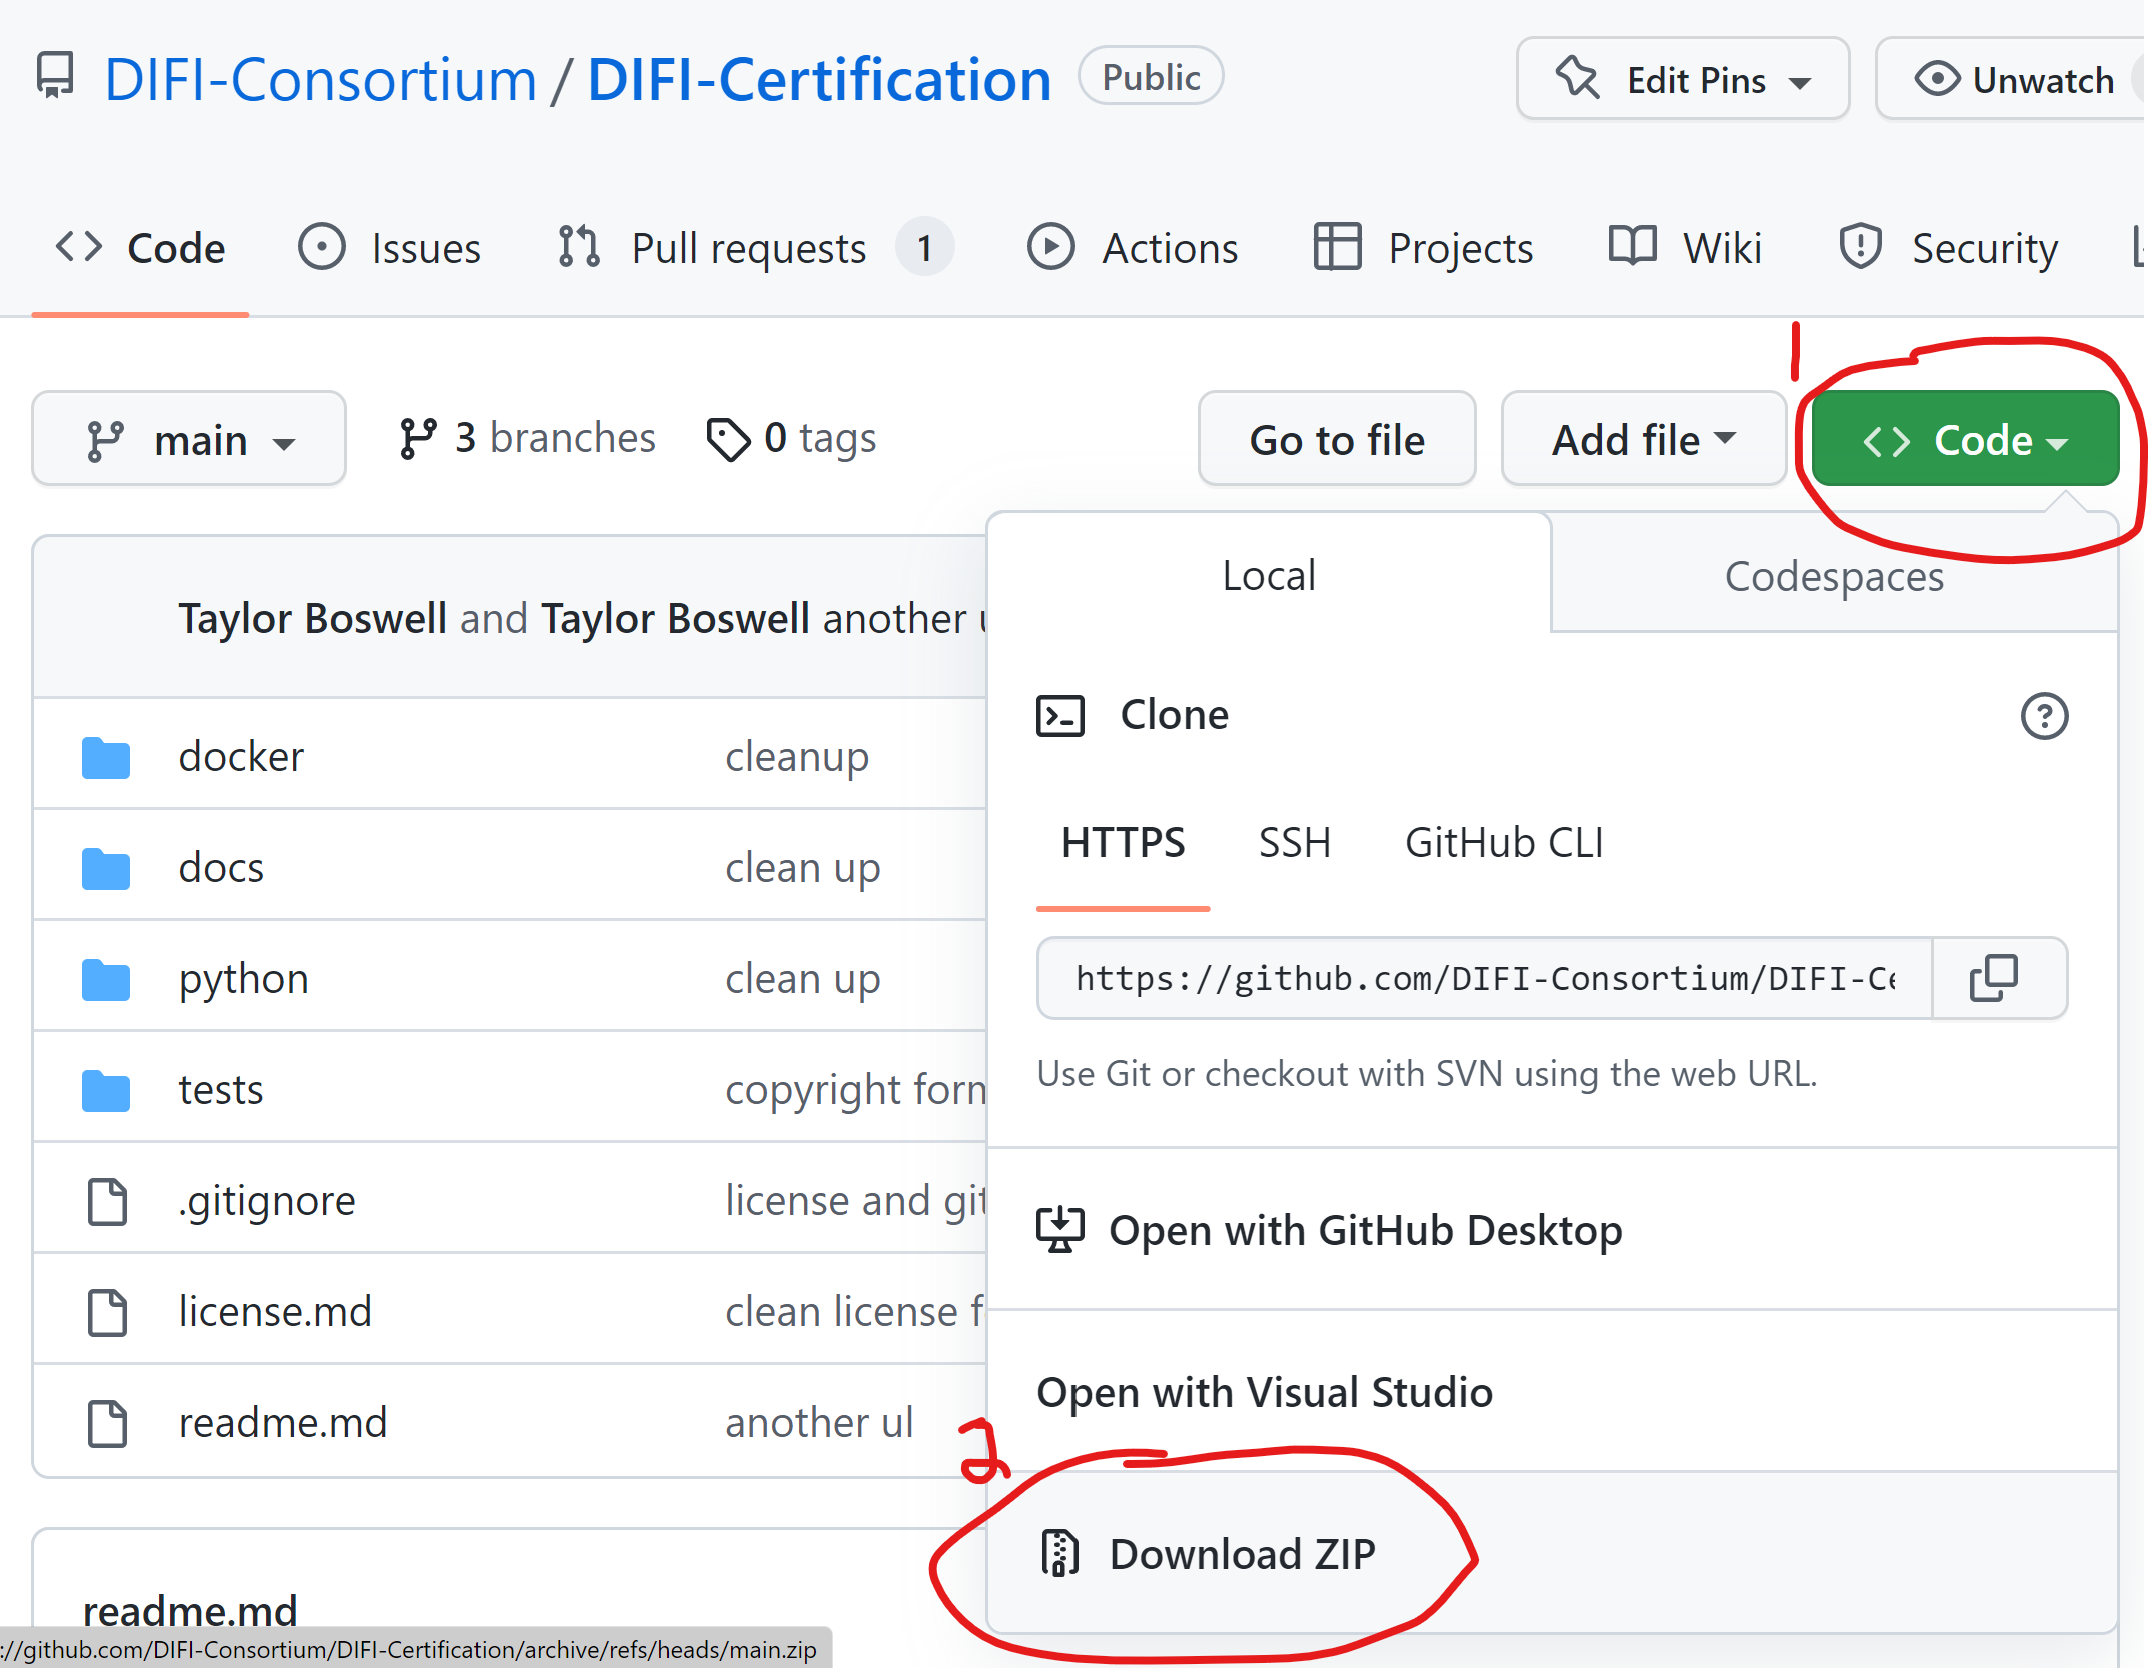 DIFI-Consortium / DIFI-Certification Public Edit Pins Unwatch
Code Issues Pull requests 1 Actions Projects Wiki Security
1
main 3 branches 0 tags Go to file Add file Code
Local Codespaces
Taylor Boswell and Taylor Boswell another u
Clone
docker cleanup
HTTPS SSH GitHub CLI
docs clean up
python clean up
https://github.com/DIFI-Consortium/DIFI-Ce
Use Git or checkout with SVN using the web URL.
tests copyright form
.gitignore license and git
Open with GitHub Desktop
license.md clean license f
Open with Visual Studio
readme.md another ul
2
Download ZIP
readme.md
://github.com/DIFI-Consortium/DIFI-Certification/archive/refs/heads/main.zip